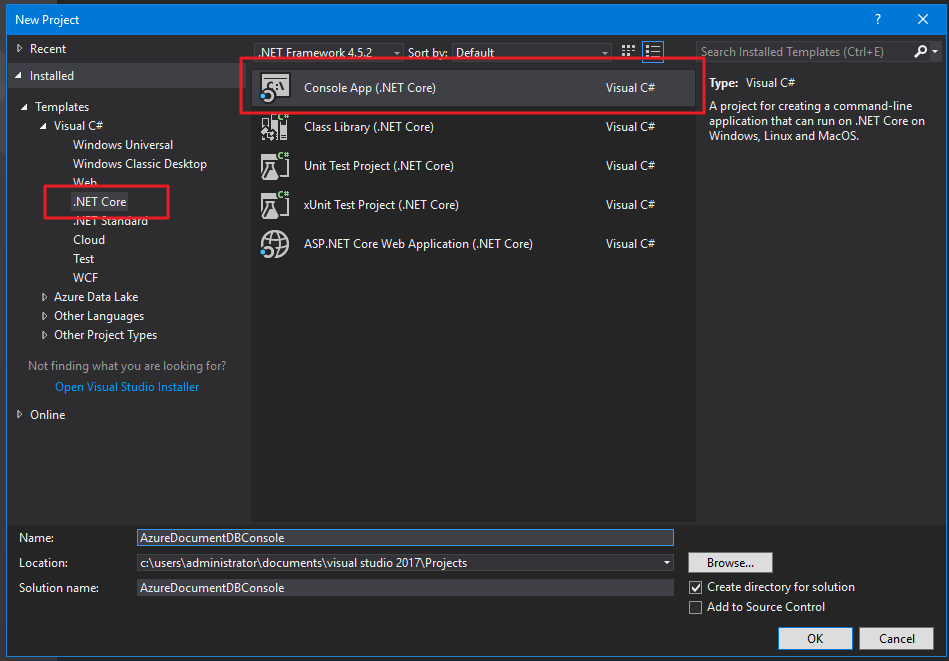 New Project
?
Recent
Installed
Templates
Visual C#
Windows Universal
Windows Classic Desktop
Web
.NET Core
.NET Standard
Cloud
Test
WCF
Azure Data Lake
Other Languages
Other Project Types
Not finding what you are looking for?
Open Visual Studio Installer
Online
.NET Framework 4.5.2 Sort by: Default
Console App (.NET Core) Visual C#
Class Library (.NET Core) Visual C#
Unit Test Project (.NET Core) Visual C#
xUnit Test Project (.NET Core) Visual C#
ASP.NET Core Web Application (.NET Core) Visual C#
Search Installed Templates (Ctrl+E)
Type: Visual C#
A project for creating a command-line
application that can run on .NET Core on
Windows, Linux and MacOS.
Name: AzureDocumentDBConsole
Location: c:\users\administrator\documents\visual studio 2017\Projects
Browse...
Solution name: AzureDocumentDBConsole
Create directory for solution
Add to Source Control
OK
Cancel